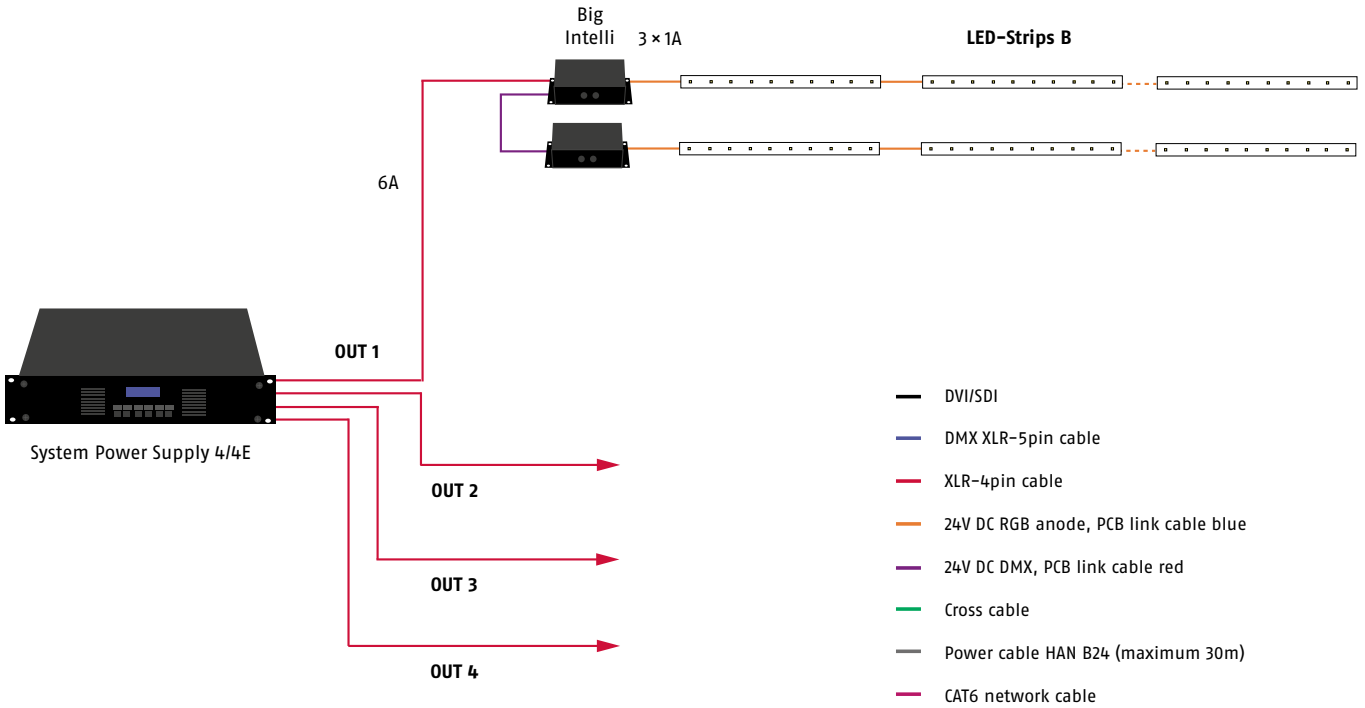 Big
Intelli
3 × 1A
LED-Strips B
6A
OUT 1
System Power Supply 4/4E
OUT 2
OUT 3
OUT 4
DVI/SDI
DMX XLR-5pin cable
XLR-4pin cable
24V DC RGB anode, PCB link cable blue
24V DC DMX, PCB link cable red
Cross cable
Power cable HAN B24 (maximum 30m)
CAT6 network cable